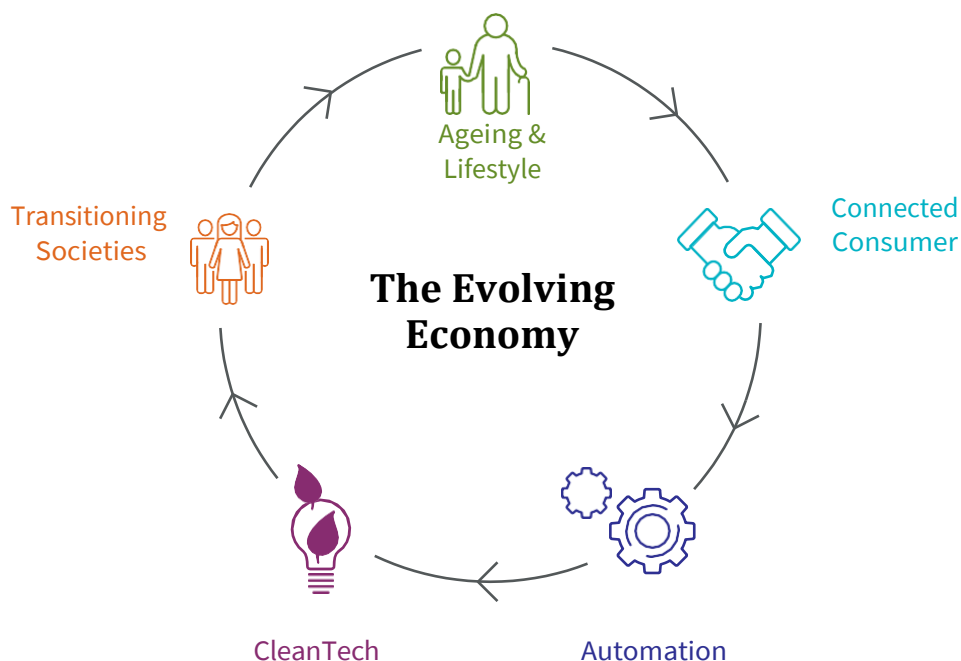 Ageing &
Lifestyle
Transitioning
Societies
Connected
Consumer
The Evolving
Economy
CleanTech
Automation